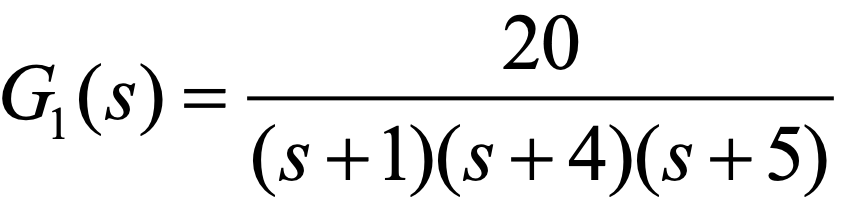 G₁(s) = 20 / (s+1)(s+4)(s+5)